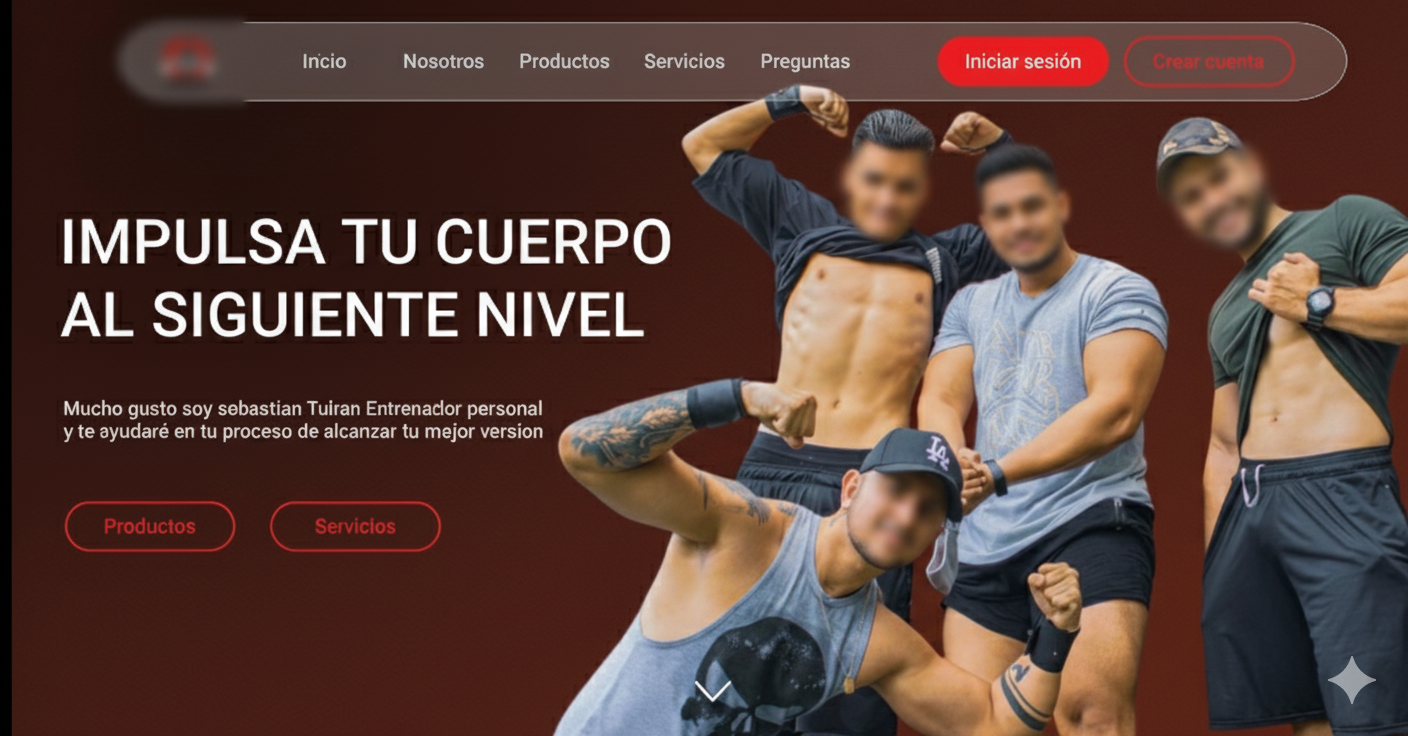 Incio
Nosotros
Productos
Servicios
Preguntas
Iniciar sesión
Crear cuenta
IMPULSA TU CUERPO
AL SIGUIENTE NIVEL
Mucho gusto soy sebastian Tuiran Entrenador personal
y te ayudaré en tu proceso de alcanzar tu mejor version
Productos
Servicios
LA